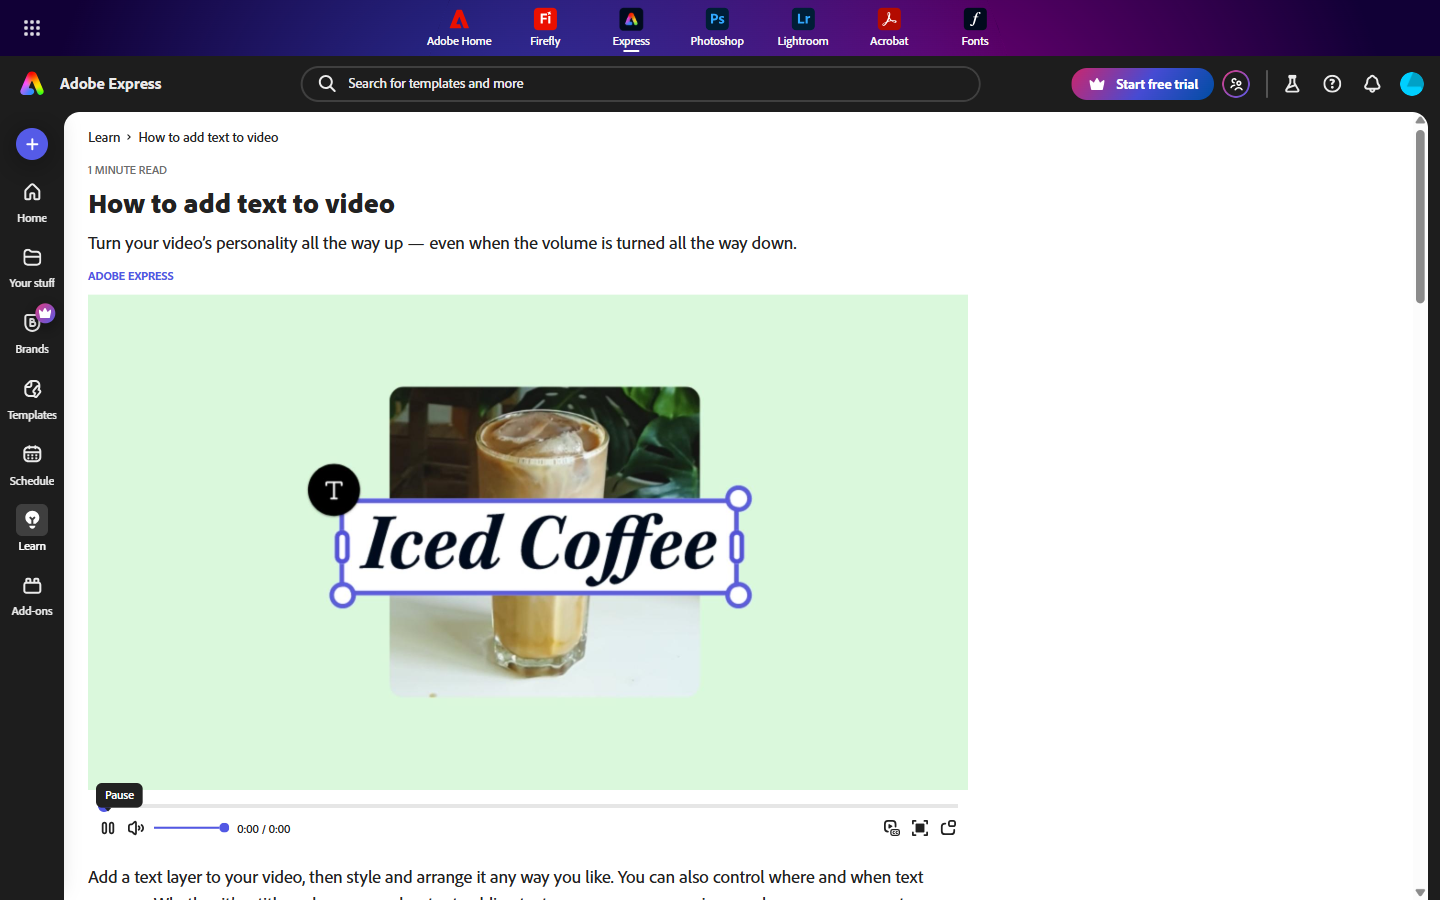 Adobe Home
Firefly
Express
Photoshop
Lightroom
Acrobat
Fonts
Adobe Express
Search for templates and more
Start free trial
Home
Your stuff
Brands
Templates
Schedule
Learn
Add-ons
Learn › How to add text to video
1 MINUTE READ
How to add text to video
Turn your video's personality all the way up — even when the volume is turned all the way down.
ADOBE EXPRESS
T
Iced Coffee
Pause
0:00 / 0:00
Add a text layer to your video, then style and arrange it any way you like. You can also control where and when text